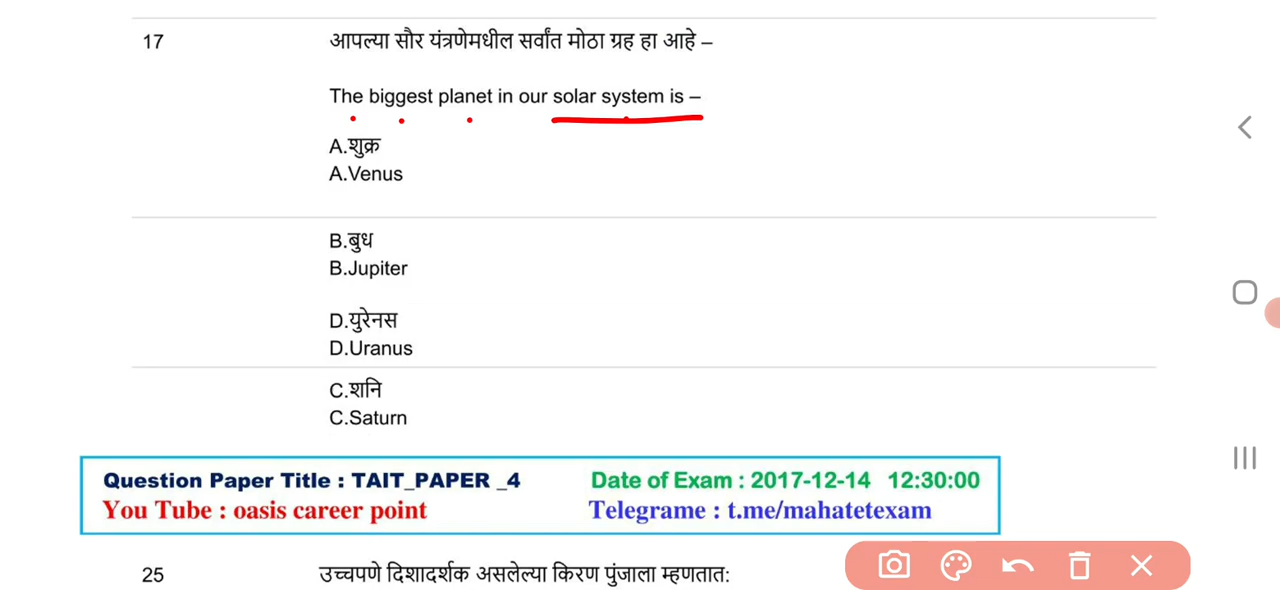 17
आपल्या सौर यंत्रणेमधील सर्वांत मोठा ग्रह हा आहे –
The biggest planet in our solar system is –
A.शुक्र
A.Venus
B.बुध
B.Jupiter
D.युरेनस
D.Uranus
C.शनि
C.Saturn
Question Paper Title : TAIT_PAPER _4 Date of Exam : 2017-12-14 12:30:00
You Tube : oasis career point Telegrame : t.me/mahatetexam
25 उच्चपणे दिशादर्शक असलेल्या किरण पुंजाला म्हणतात: